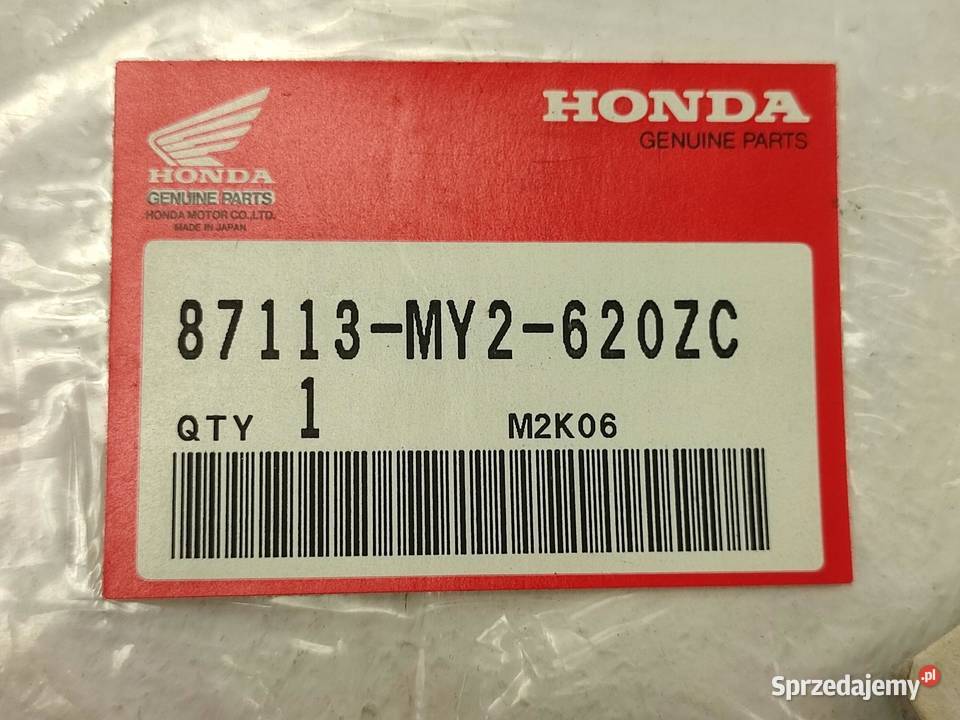 HONDA
GENUINE PARTS
HONDA
GENUINE PARTS
HONDA MOTOR CO.,LTD.
MADE IN JAPAN
87113-MY2-620ZC
QTY 1 M2K06
Sprzedajemy.pl